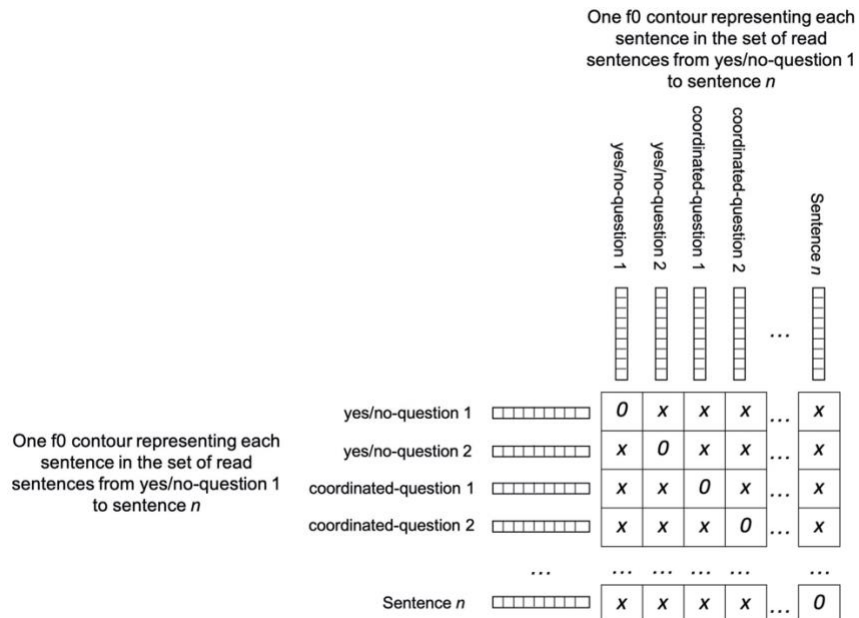 One f0 contour representing each
sentence in the set of read
sentences from yes/no-question 1
to sentence n
yes/no-question 1
yes/no-question 2
coordinated-question 1
coordinated-question 2
Sentence n
...
yes/no-question 1 0 x x x ... x
One f0 contour representing each
sentence in the set of read
sentences from yes/no-question 1
to sentence n
yes/no-question 2 x 0 x x ... x
coordinated-question 1 x x 0 x ... x
coordinated-question 2 x x x 0 ... x
... ... ... ... ... ...
Sentence n x x x x ... 0